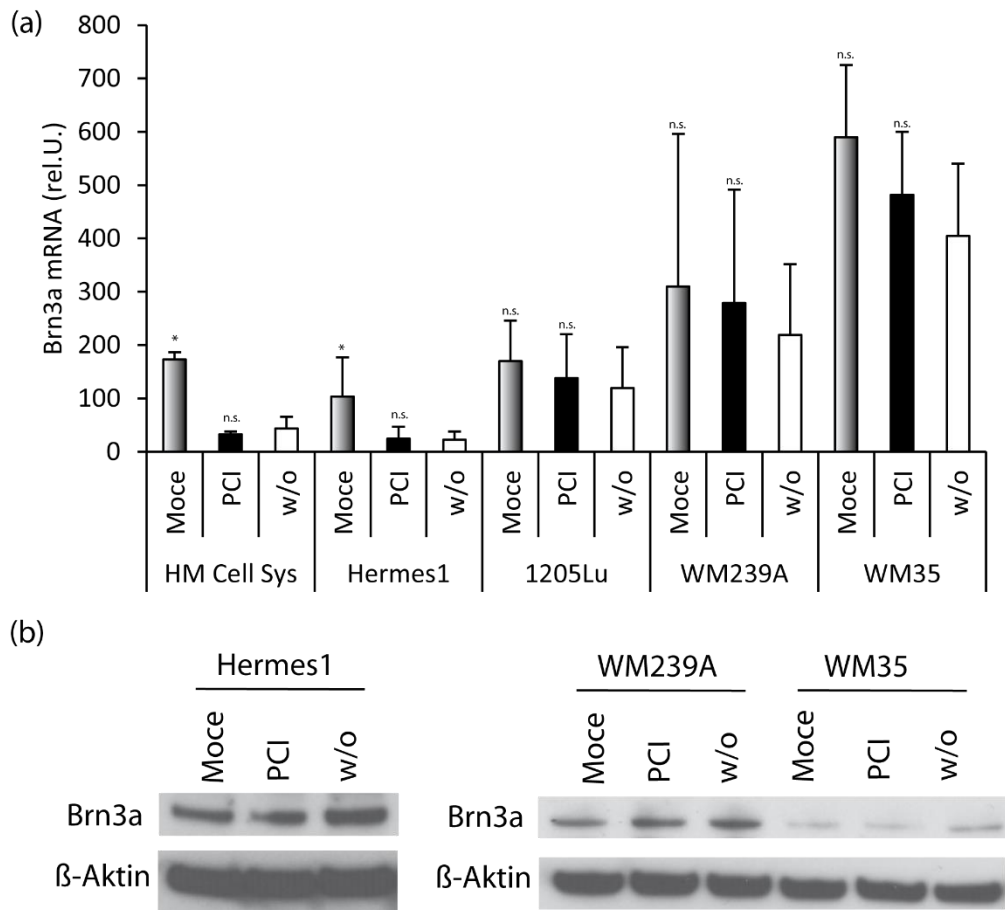 (a)
Brn3a mRNA (rel.U.)
800
700
600
500
400
300
200
100
0
* n.s. * n.s. n.s. n.s. n.s. n.s. n.s. n.s.
Moce PCI w/o Moce PCI w/o Moce PCI w/o Moce PCI w/o Moce PCI w/o
HM Cell Sys Hermes1 1205Lu WM239A WM35
(b)
Hermes1 WM239A WM35
Moce PCI w/o Moce PCI w/o Moce PCI w/o
Brn3a Brn3a
ß-Aktin ß-Aktin